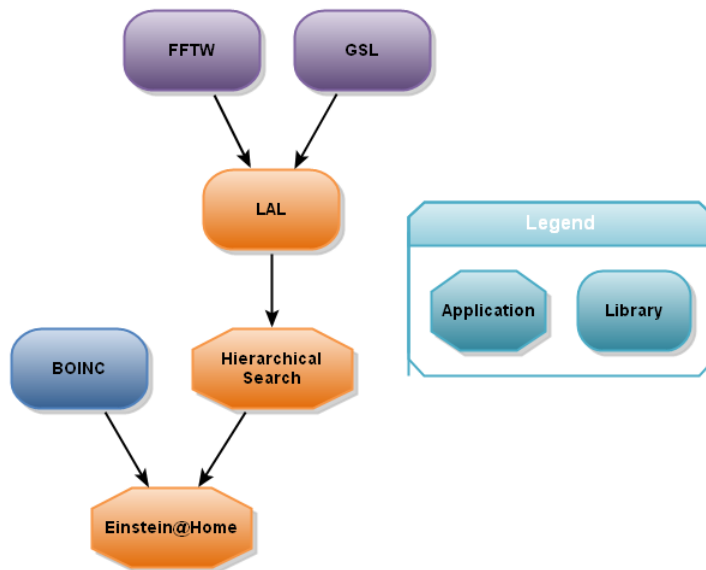 FFTW
GSL
LAL
Legend
Application
Library
BOINC
Hierarchical
Search
Einstein@Home